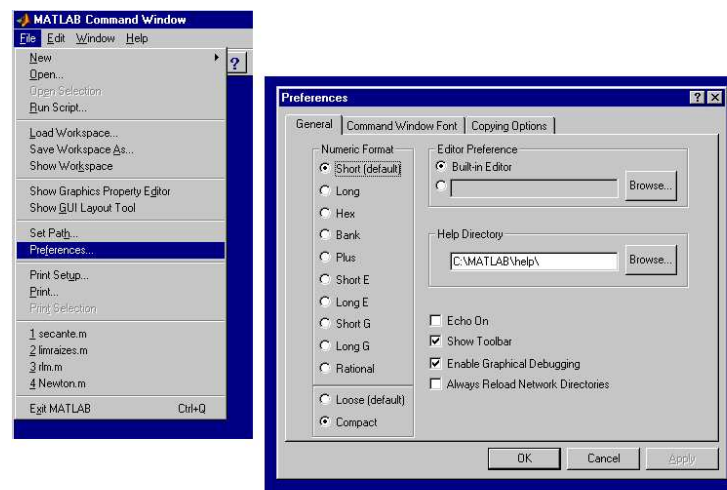 MATLAB Command Window
File Edit Window Help
New
Open...
Open Selection
Run Script...
Load Workspace...
Save Workspace As...
Show Workspace
Show Graphics Property Editor
Show GUI Layout Tool
Set Path...
Preferences...
Print Setup...
Print...
Print Selection
1 secante.m
2 limraizes.m
3 rlm.m
4 Newton.m
Exit MATLAB Ctrl+Q
?
Preferences ? X
General Command Window Font Copying Options
Numeric Format
Short (default)
Long
Hex
Bank
Plus
Short E
Long E
Short G
Long G
Rational
Loose (default)
Compact
Editor Preference
Built-in Editor
Browse...
Help Directory
C:\MATLAB\help\ Browse...
Echo On
Show Toolbar
Enable Graphical Debugging
Always Reload Network Directories
OK Cancel Apply